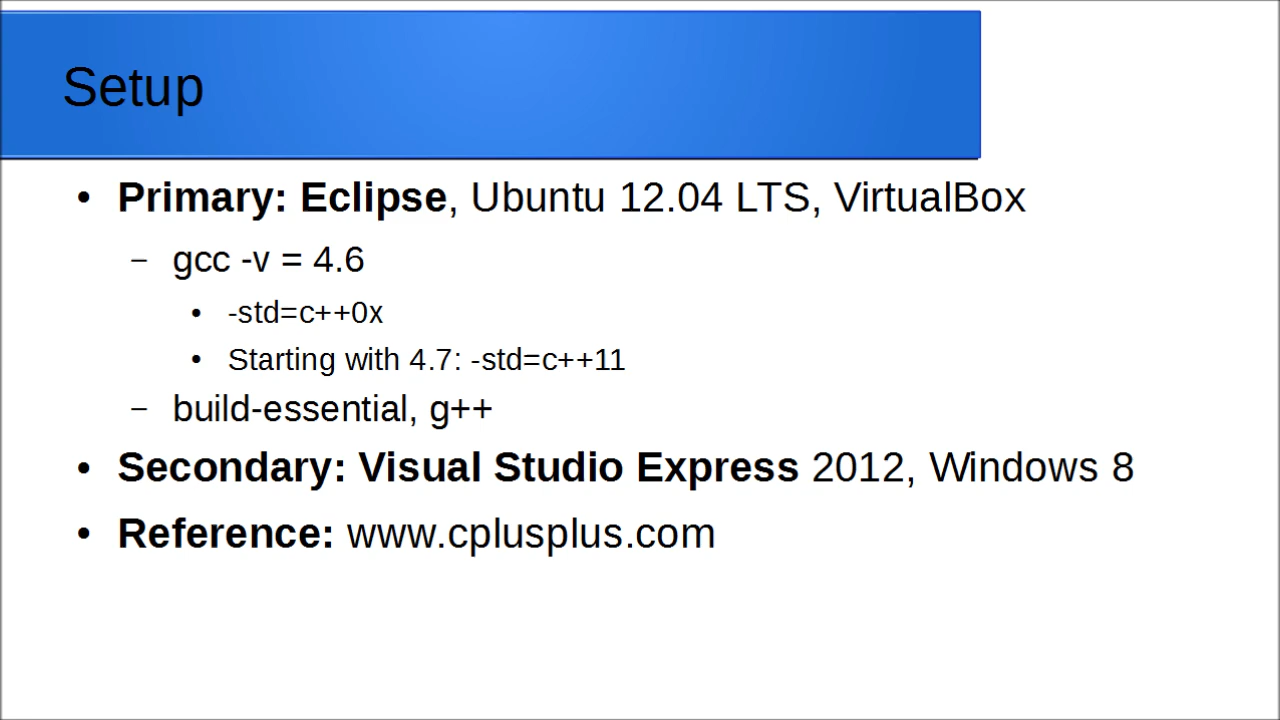 Setup
• Primary: Eclipse, Ubuntu 12.04 LTS, VirtualBox
– gcc -v = 4.6
• -std=c++0x
• Starting with 4.7: -std=c++11
– build-essential, g++
• Secondary: Visual Studio Express 2012, Windows 8
• Reference: www.cplusplus.com